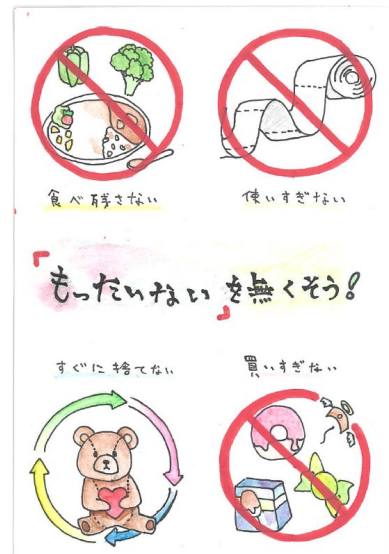 食べ残さない
使いすぎない
「もったいない」を無くそう!
すぐに捨てない
買いすぎない